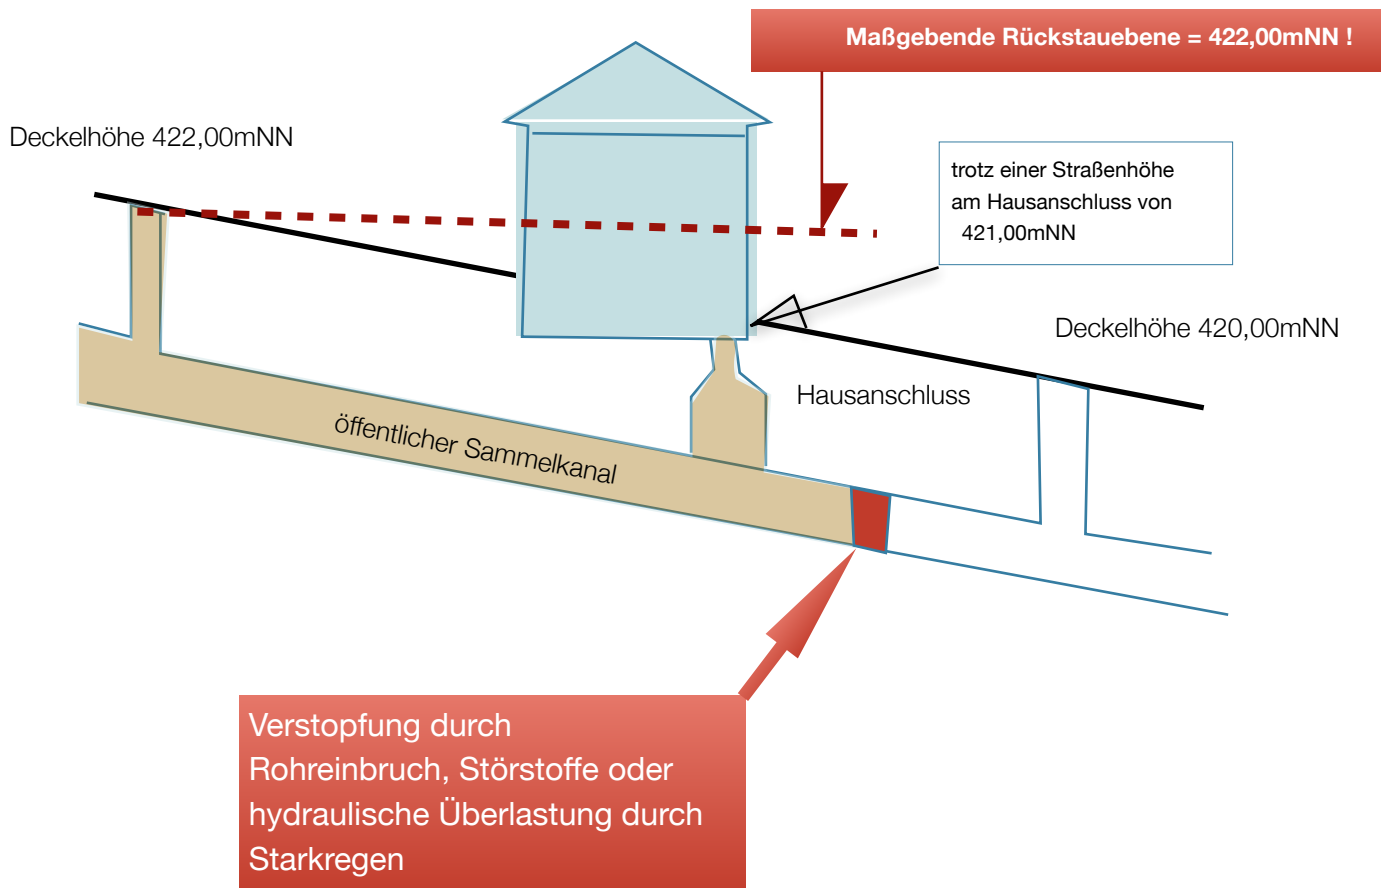 Maßgebende Rückstauebene = 422,00mNN !
Deckelhöhe 422,00mNN
trotz einer Straßenhöhe
am Hausanschluss von
421,00mNN
Deckelhöhe 420,00mNN
Hausanschluss
öffentlicher Sammelkanal
Verstopfung durch
Rohreinbruch, Störstoffe oder
hydraulische Überlastung durch
Starkregen